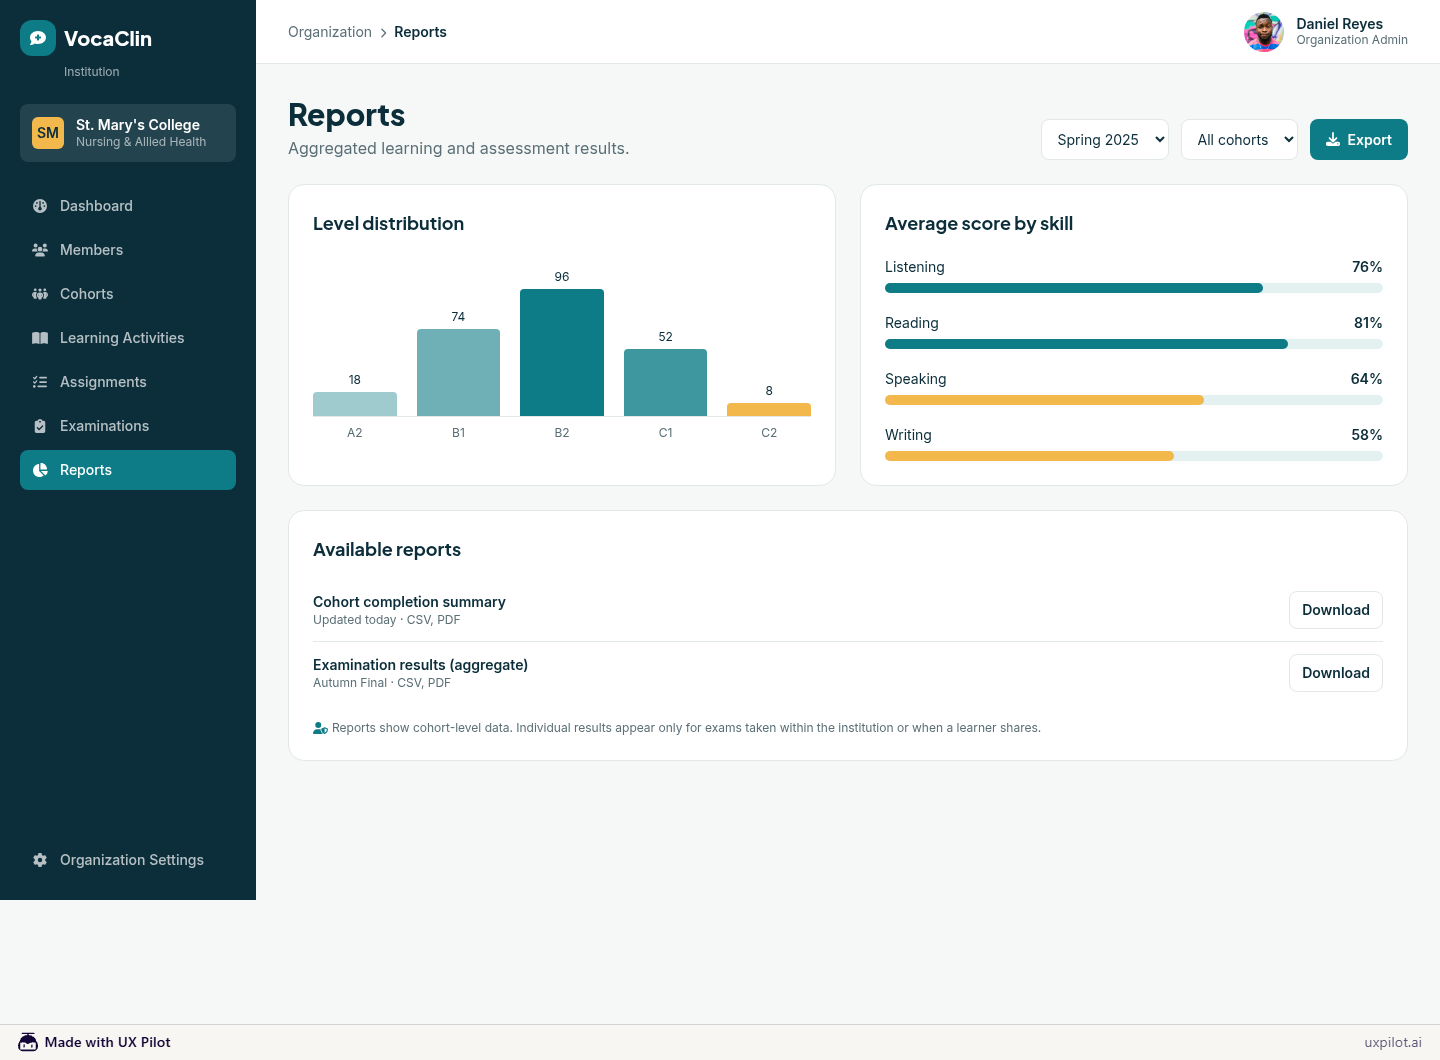 VocaClin
Institution
SM
St. Mary's College
Nursing & Allied Health
Dashboard
Members
Cohorts
Learning Activities
Assignments
Examinations
Reports
Organization Settings
Organization > Reports
Daniel Reyes
Organization Admin
Reports
Aggregated learning and assessment results.
Spring 2025
All cohorts
Export
Level distribution
18
74
96
52
8
A2
B1
B2
C1
C2
Average score by skill
Listening 76%
Reading 81%
Speaking 64%
Writing 58%
Available reports
Cohort completion summary
Updated today · CSV, PDF
Download
Examination results (aggregate)
Autumn Final · CSV, PDF
Download
Reports show cohort-level data. Individual results appear only for exams taken within the institution or when a learner shares.
Made with UX Pilot
uxpilot.ai